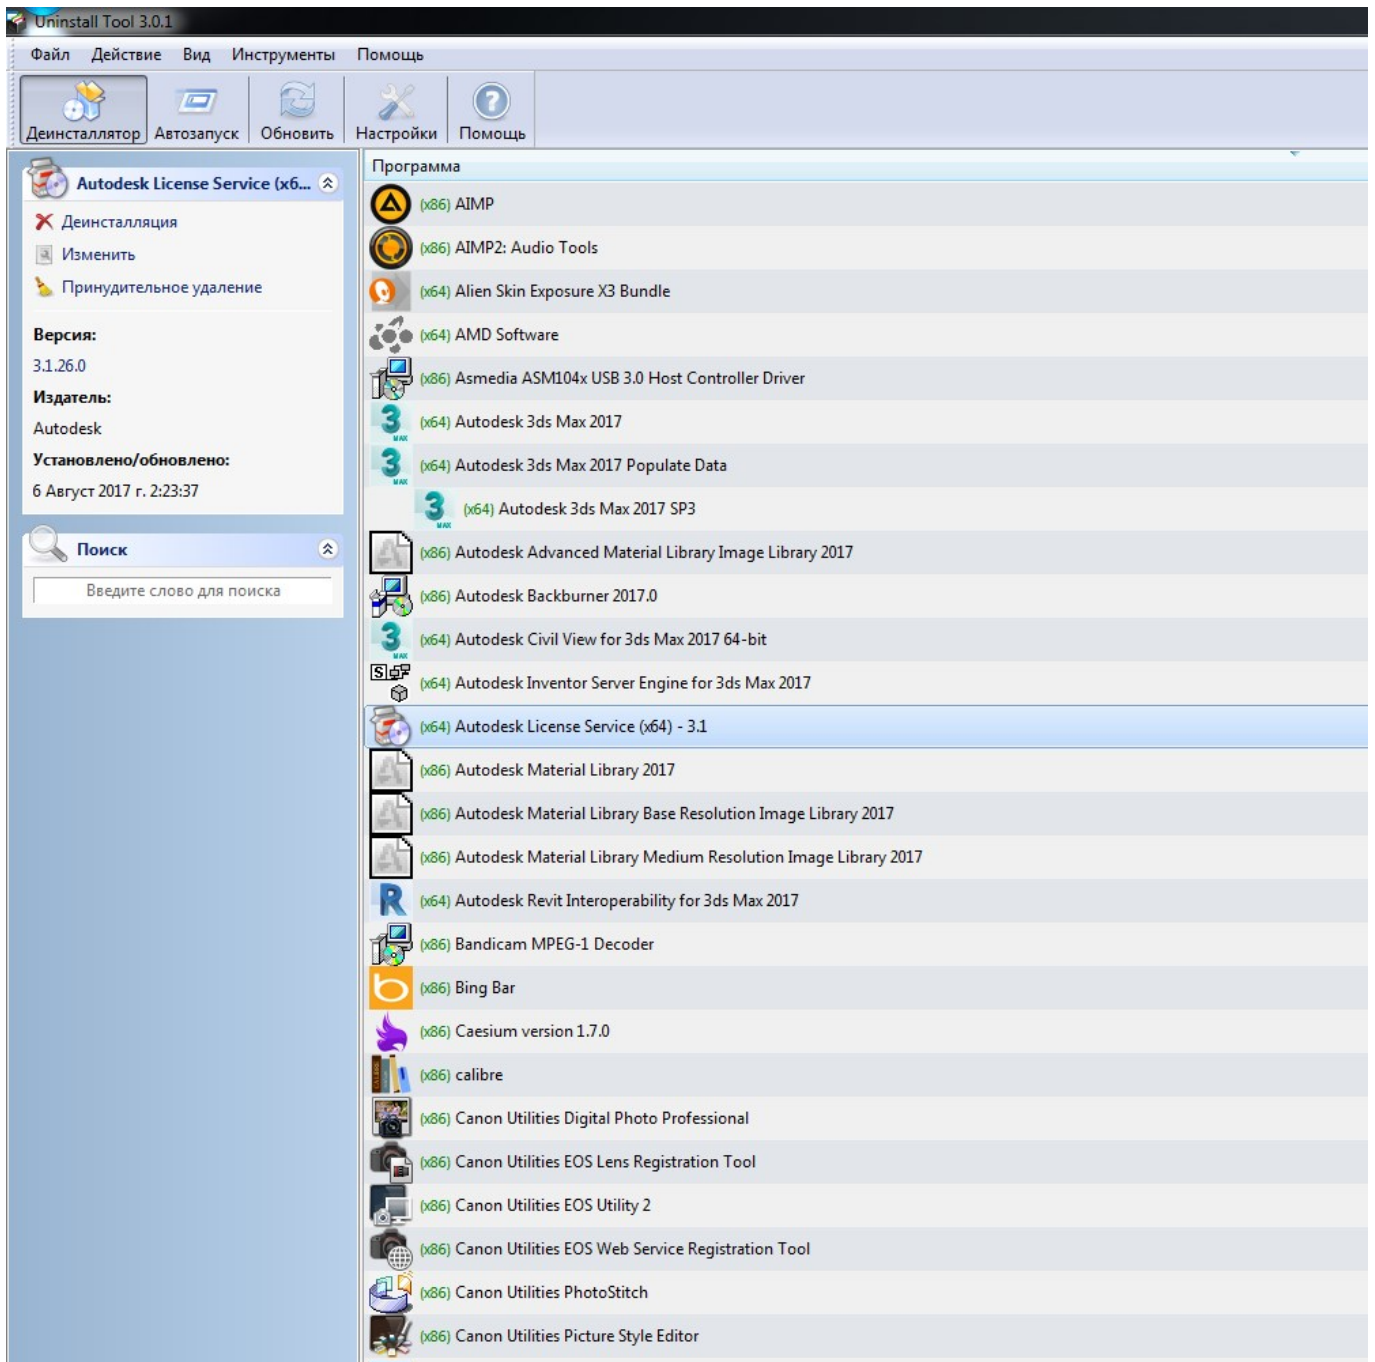 Uninstall Tool 3.0.1
Файл Действие Вид Инструменты Помощь
Деинсталлятор Автозапуск Обновить Настройки Помощь
Autodesk License Service (x6...
Деинсталляция
Изменить
Принудительное удаление
Версия:
3.1.26.0
Издатель:
Autodesk
Установлено/обновлено:
6 Август 2017 г. 2:23:37
Поиск
Введите слово для поиска
Программа
(x86) AIMP
(x86) AIMP2: Audio Tools
(x64) Alien Skin Exposure X3 Bundle
(x64) AMD Software
(x86) Asmedia ASM104x USB 3.0 Host Controller Driver
(x64) Autodesk 3ds Max 2017
(x64) Autodesk 3ds Max 2017 Populate Data
(x64) Autodesk 3ds Max 2017 SP3
(x86) Autodesk Advanced Material Library Image Library 2017
(x86) Autodesk Backburner 2017.0
(x64) Autodesk Civil View for 3ds Max 2017 64-bit
(x64) Autodesk Inventor Server Engine for 3ds Max 2017
(x64) Autodesk License Service (x64) - 3.1
(x86) Autodesk Material Library 2017
(x86) Autodesk Material Library Base Resolution Image Library 2017
(x86) Autodesk Material Library Medium Resolution Image Library 2017
(x64) Autodesk Revit Interoperability for 3ds Max 2017
(x86) Bandicam MPEG-1 Decoder
(x86) Bing Bar
(x86) Caesium version 1.7.0
(x86) calibre
(x86) Canon Utilities Digital Photo Professional
(x86) Canon Utilities EOS Lens Registration Tool
(x86) Canon Utilities EOS Utility 2
(x86) Canon Utilities EOS Web Service Registration Tool
(x86) Canon Utilities PhotoStitch
(x86) Canon Utilities Picture Style Editor